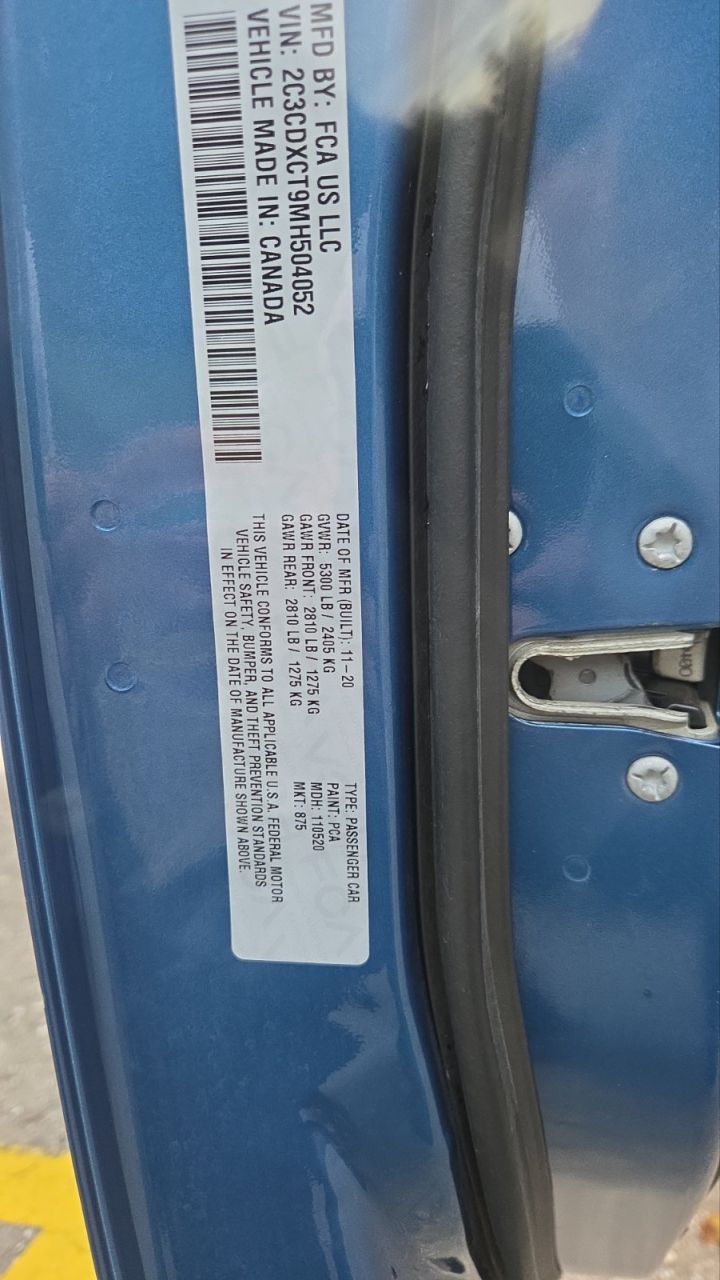 MFD BY: FCA US LLC
VIN: 2C3CDXCT9MH504052
VEHICLE MADE IN: CANADA
DATE OF MFR (BUILT): 11-20
GVWR: 5300 LB / 2405 KG
GAWR FRONT: 2810 LB / 1275 KG
GAWR REAR: 2810 LB / 1275 KG
THIS VEHICLE CONFORMS TO ALL APPLICABLE U.S.A. FEDERAL MOTOR
VEHICLE SAFETY, BUMPER, AND THEFT PREVENTION STANDARDS
IN EFFECT ON THE DATE OF MANUFACTURE SHOWN ABOVE.
TYPE: PASSENGER CAR
PAINT: PCA
MDH: 110520
MKT: 875